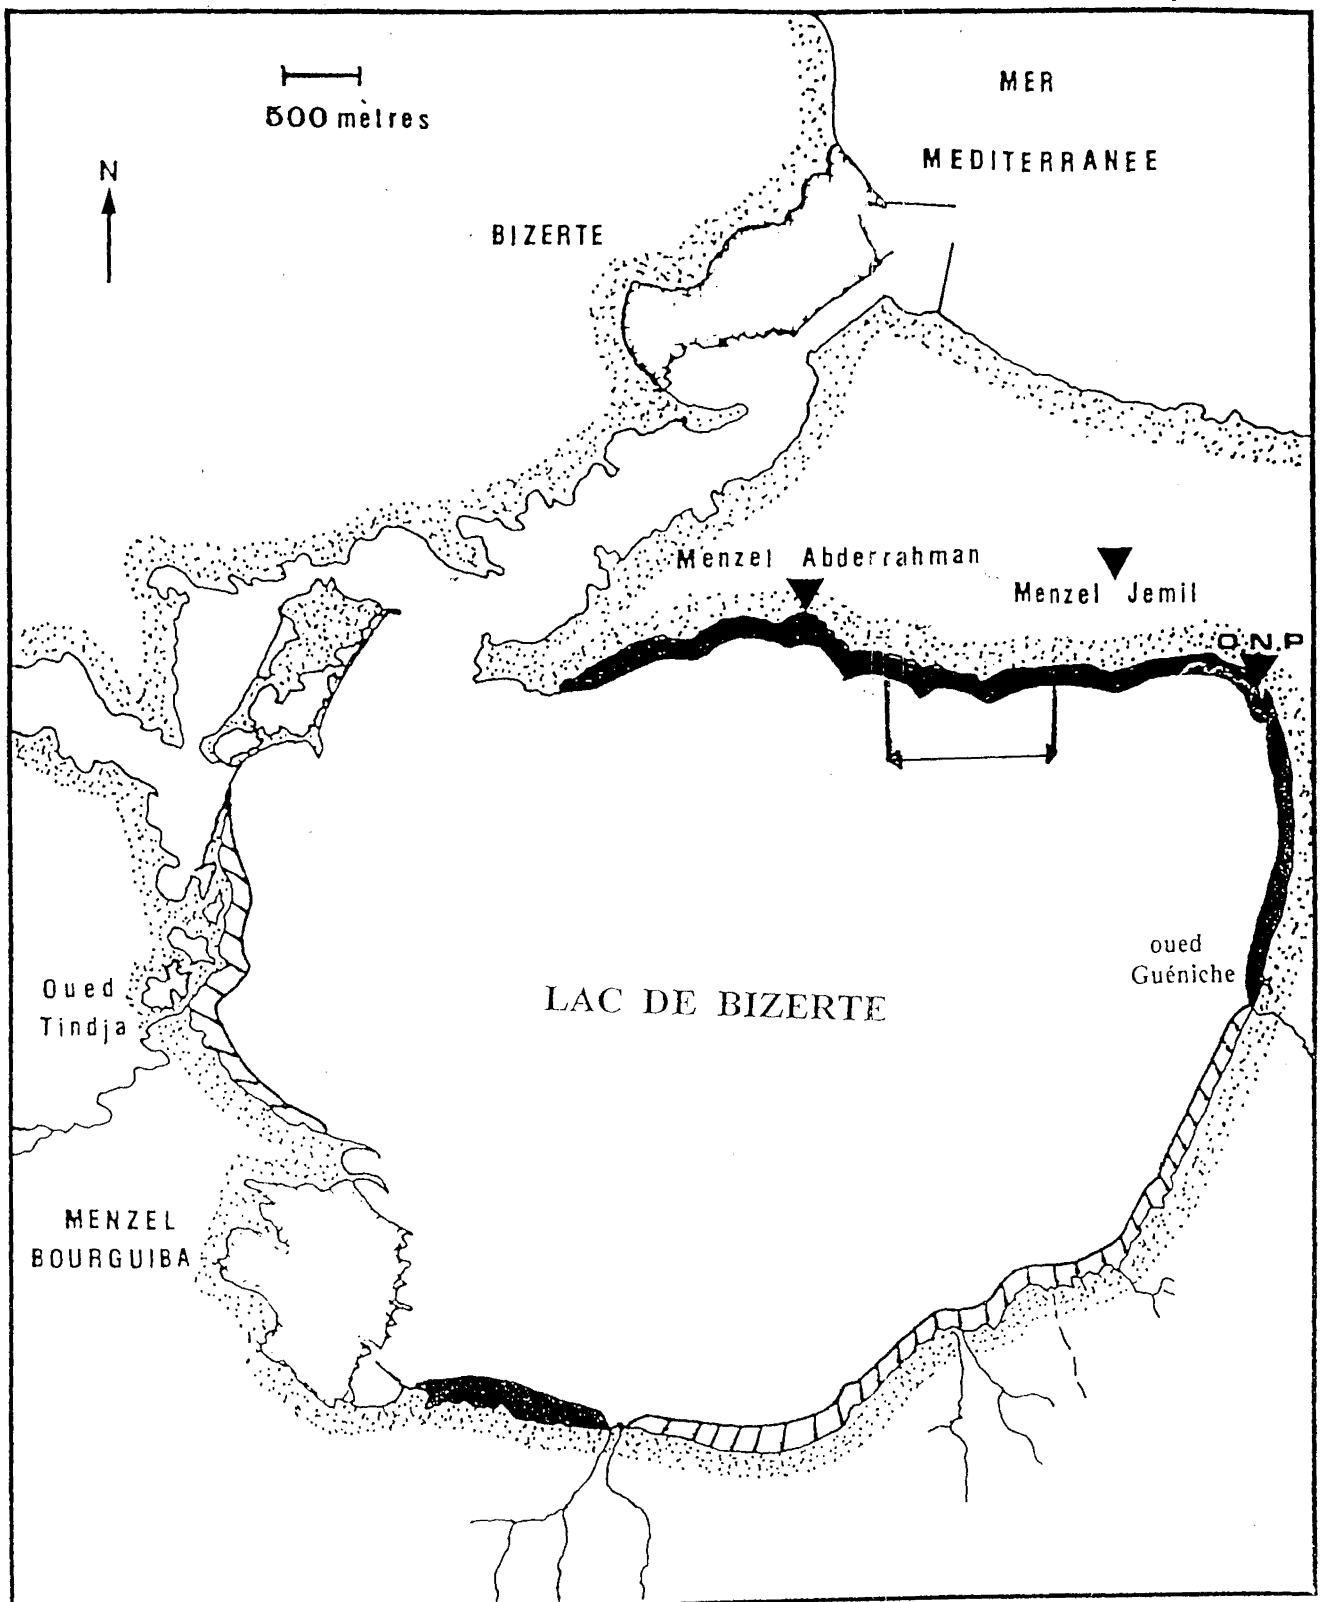 MER
500 mètres
MEDITERRANEE
N
BIZERTE
Menzel Abderrahman
Menzel Jemil
O.N.P
oued
Guéniche
Oued
Tindja
LAC DE BIZERTE
MENZEL
BOURGUIBA